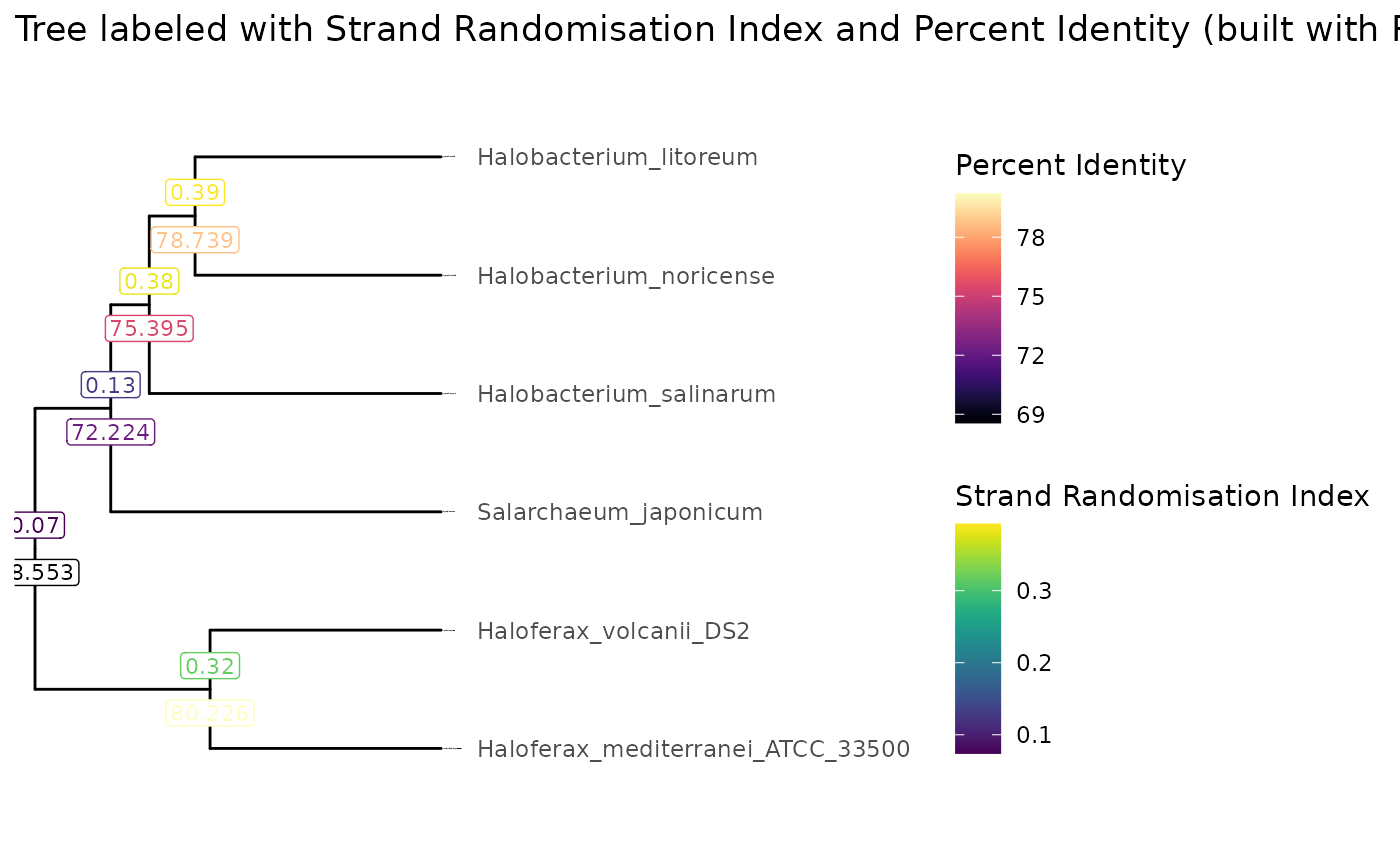 Tree labeled with Strand Randomisation Index and Percent Identity (built with
Halobacterium_litoreum
0.39
78.739
Halobacterium_noricense
0.38
75.395
Halobacterium_salinarum
0.13
72.224
Salarchaeum_japonicum
0.07
8.553
Haloferax_volcanii_DS2
0.32
80.226
Haloferax_mediterranei_ATCC_33500
Percent Identity
78
75
72
69
Strand Randomisation Index
0.3
0.2
0.1